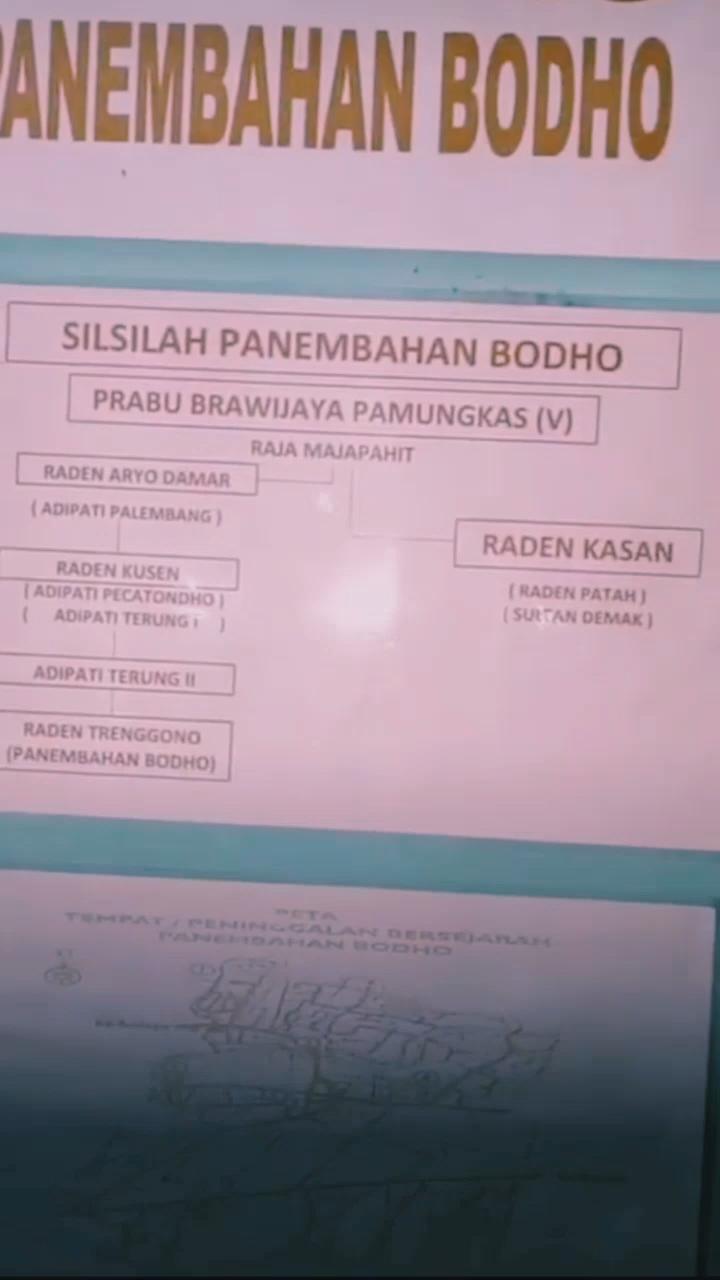 PANEMBAHAN BODHO
SILSILAH PANEMBAHAN BODHO
PRABU BRAWIJAYA PAMUNGKAS (V)
RAJA MAJAPAHIT
RADEN ARYO DAMAR
( ADIPATI PALEMBANG )
RADEN KASAN
( RADEN PATAH )
( SULTAN DEMAK )
RADEN KUSEN
( ADIPATI PECATONDHO )
( ADIPATI TERUNG I )
ADIPATI TERUNG II
RADEN TRENGGONO
(PANEMBAHAN BODHO)
PETA
TEMPAT / PENINGGALAN BERSEJARAH
PANEMBAHAN BODHO